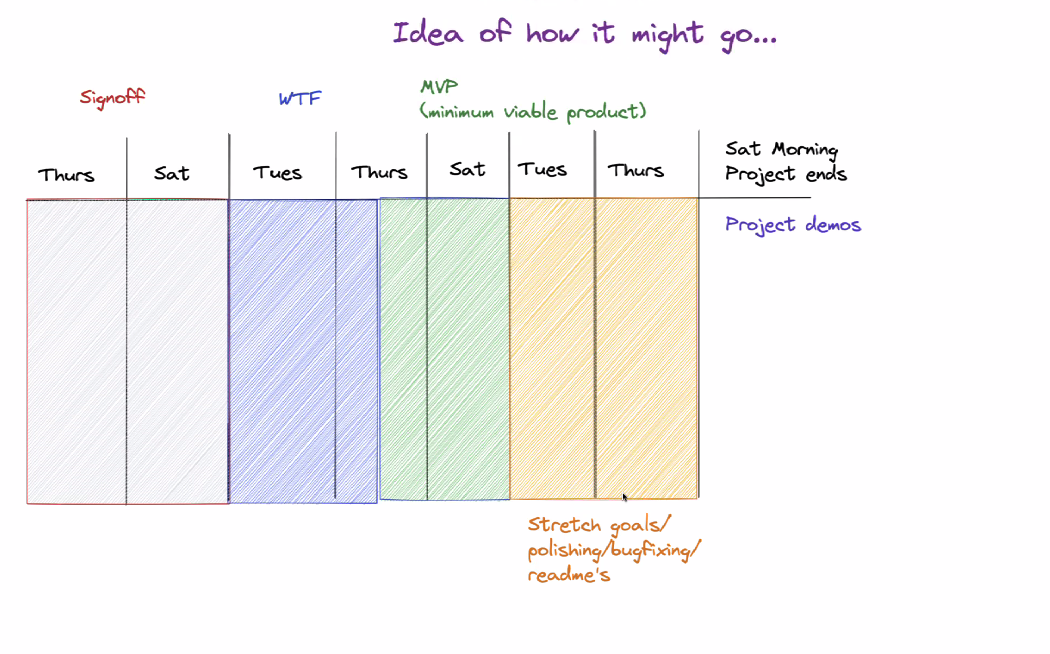 Idea of how it might go...
Signoff
WTF
MVP
(minimum viable product)
Thurs
Sat
Tues
Thurs
Sat
Tues
Thurs
Sat Morning
Project ends
Project demos
Stretch goals/
polishing/bugfixing/
readme's